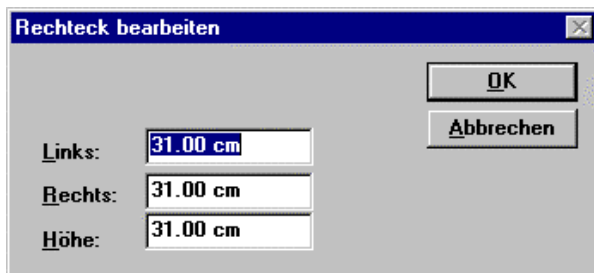 Rechteck bearbeiten
OK
Abbrechen
Links: 31.00 cm
Rechts: 31.00 cm
Höhe: 31.00 cm